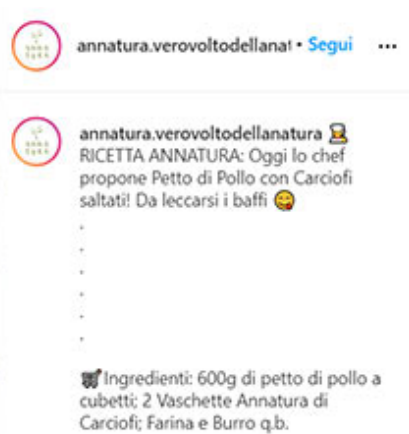 annatura.verovoltodellanat • Segui ...
annatura.verovoltodellanatura 👨‍🍳
RICETTA ANNATURA: Oggi lo chef
propone Petto di Pollo con Carciofi
saltati! Da leccarsi i baffi 😋
.
.
.
.
.
.
🛒Ingredienti: 600g di petto di pollo a
cubetti; 2 Vaschette Annatura di
Carciofi; Farina e Burro q.b.